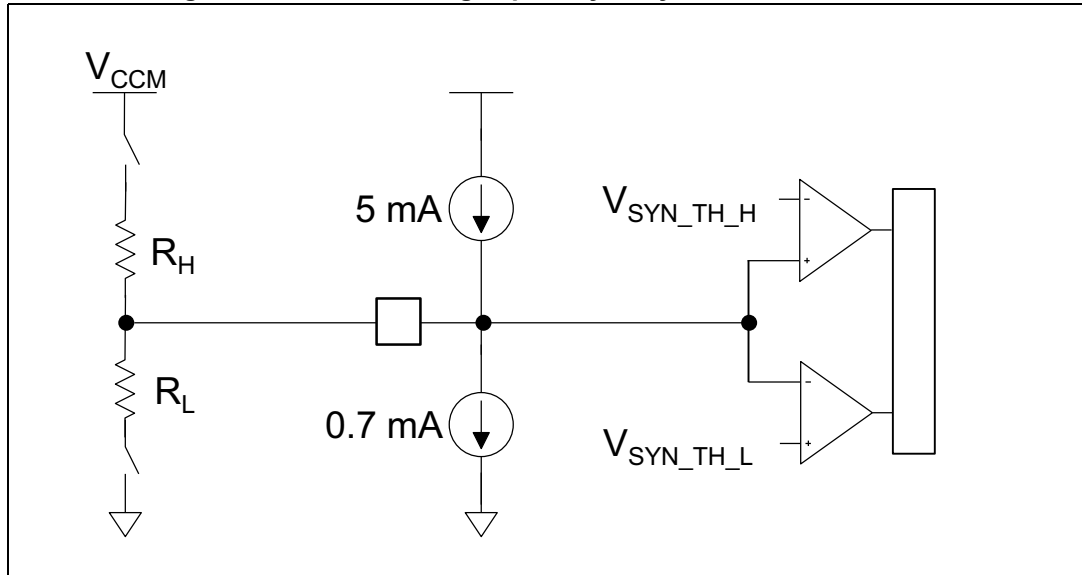 V_CCM
5 mA
V_SYN_TH_H
R_H
R_L
0.7 mA
V_SYN_TH_L